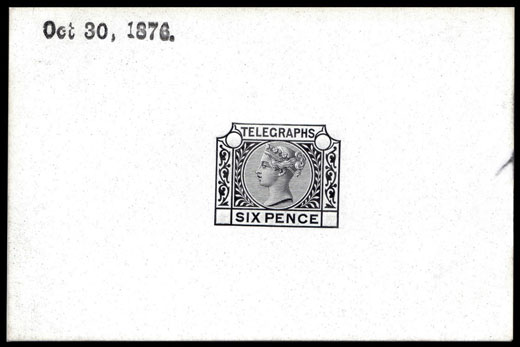 Oct 30, 1876.
TELEGRAPHS
SIX PENCE